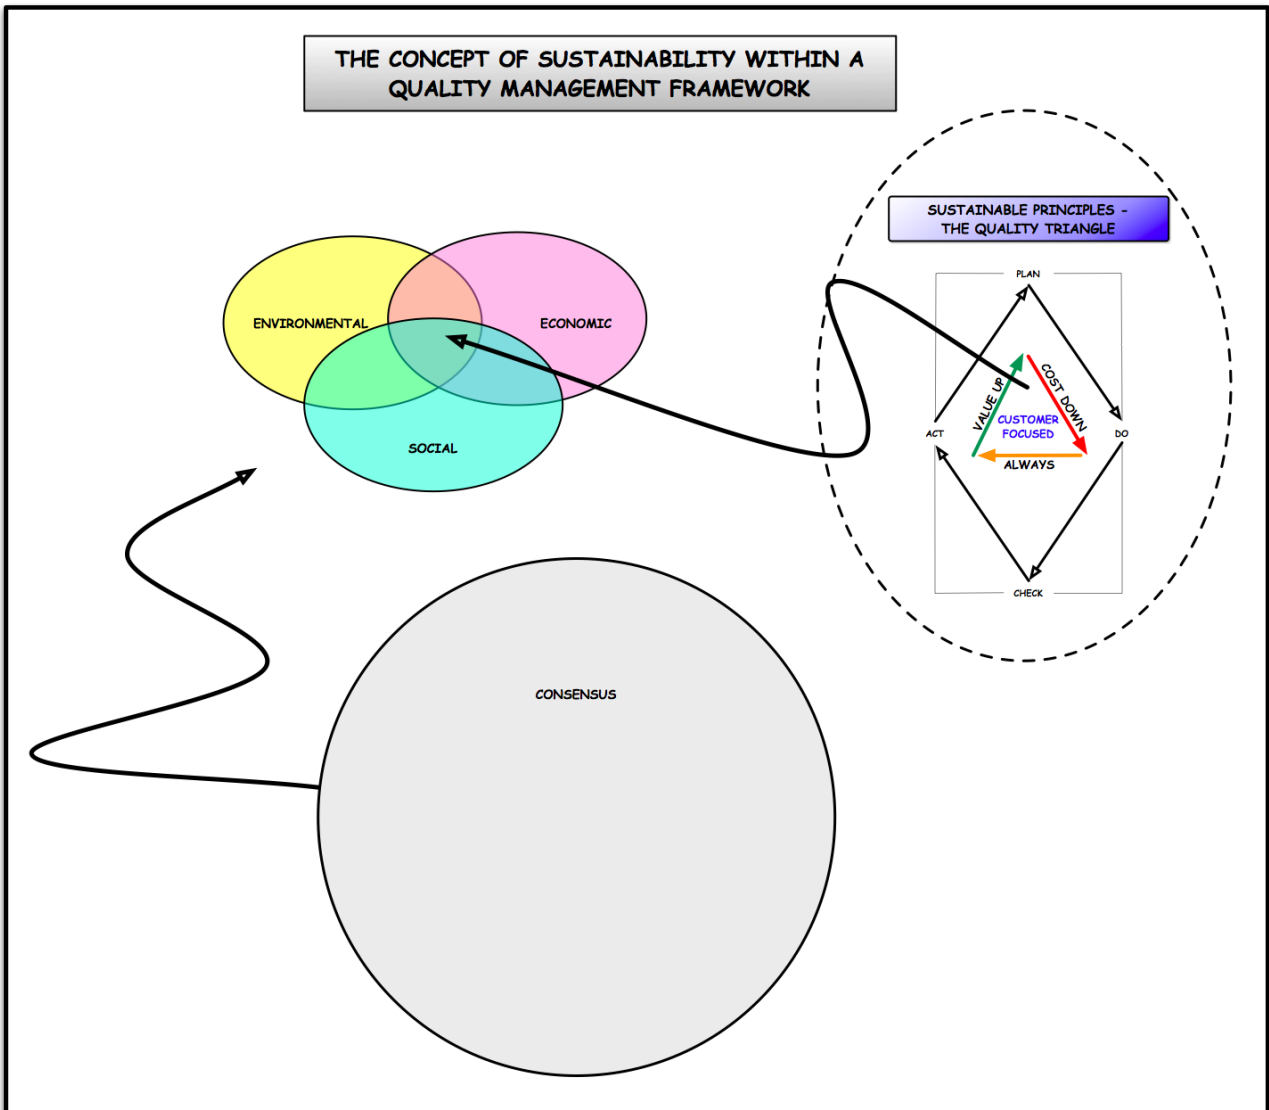 THE CONCEPT OF SUSTAINABILITY WITHIN A
QUALITY MANAGEMENT FRAMEWORK
SUSTAINABLE PRINCIPLES -
THE QUALITY TRIANGLE
PLAN
ENVIRONMENTAL
ECONOMIC
SOCIAL
VALUE UP
COST DOWN
CUSTOMER
FOCUSED
ACT
DO
ALWAYS
CHECK
CONSENSUS